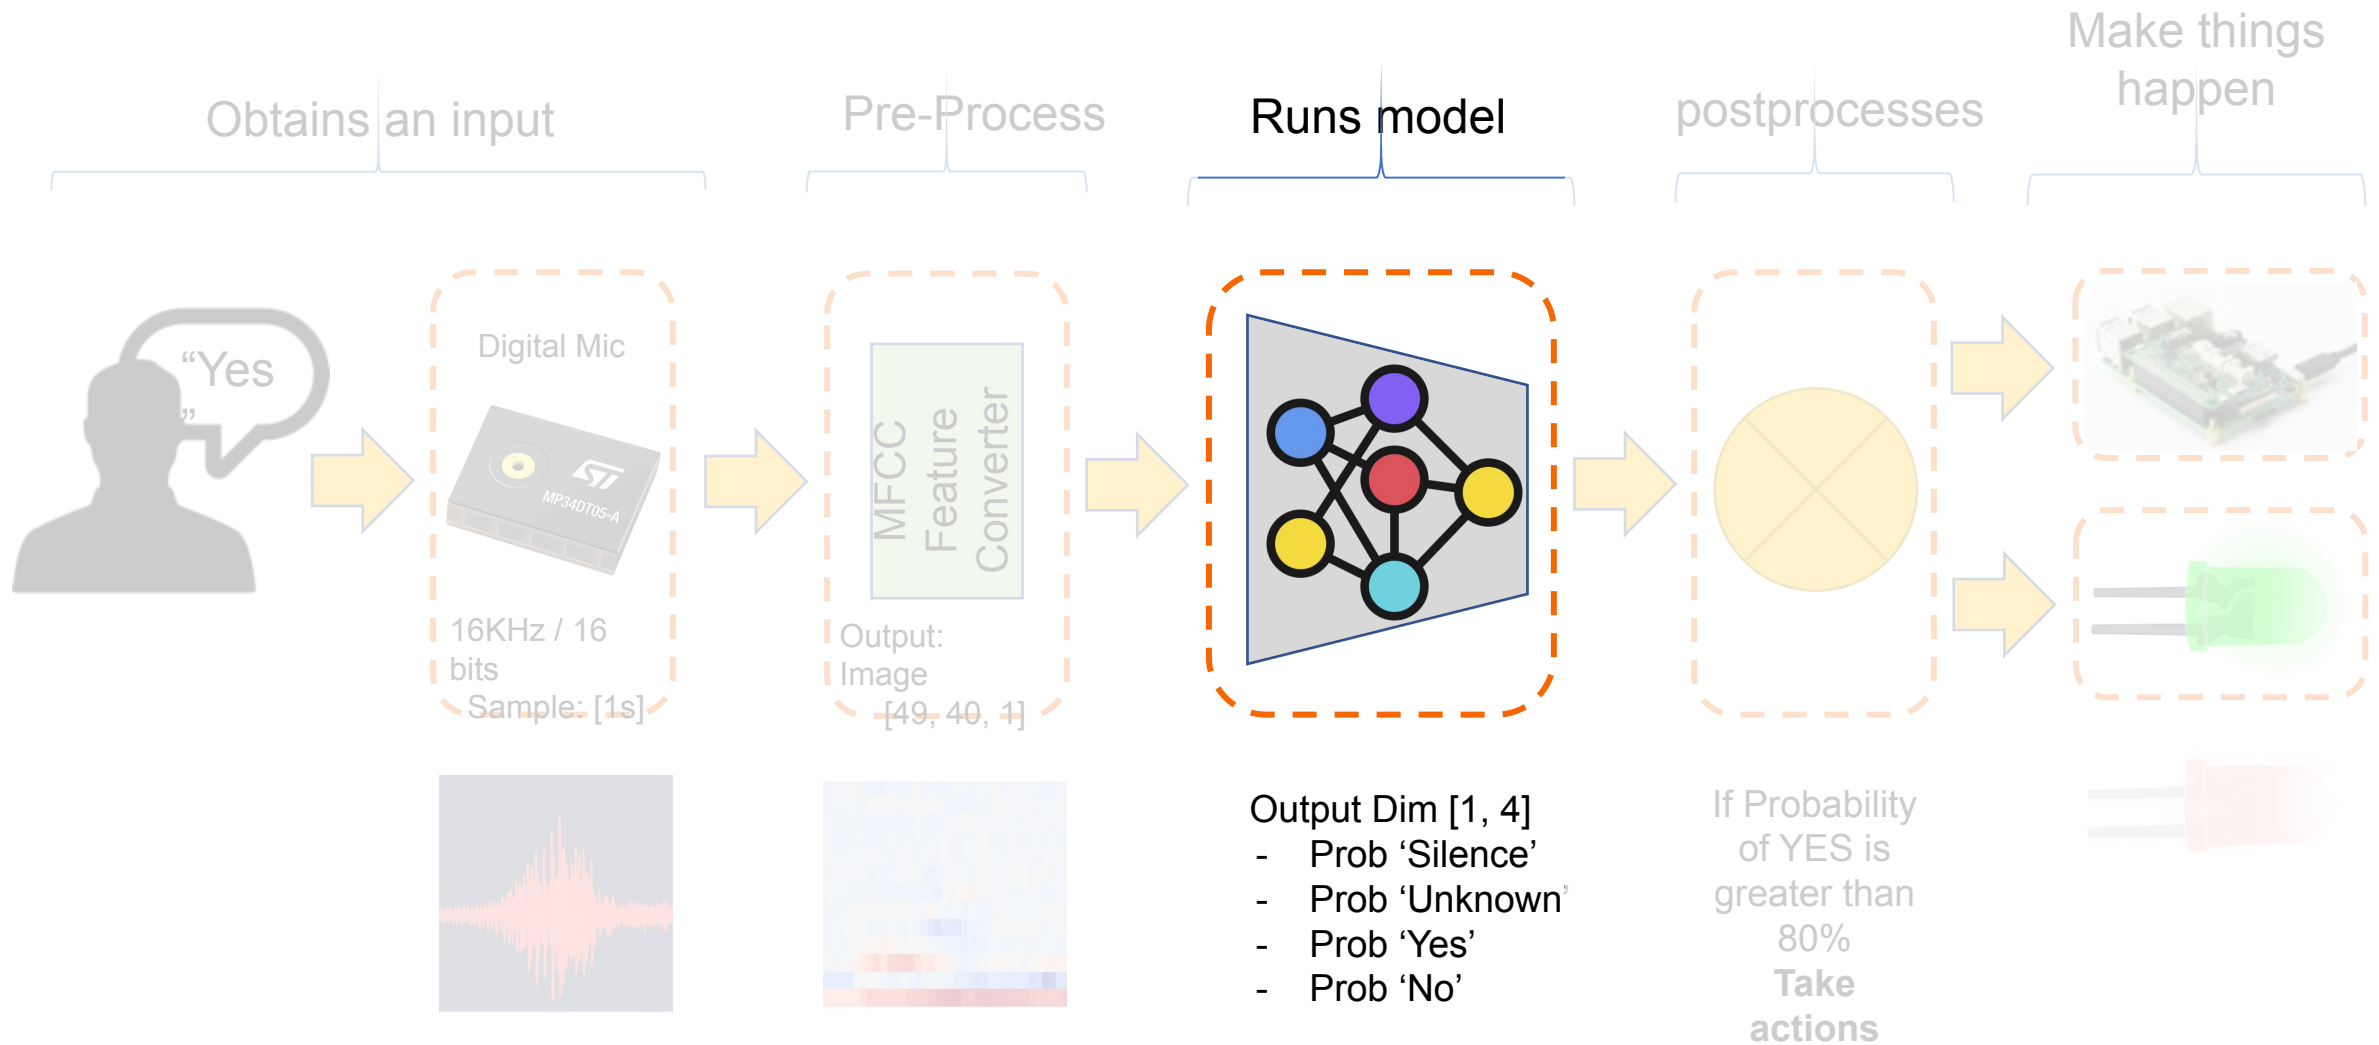 Make things
happen
Obtains an input
Pre-Process
Runs model
postprocesses
“Yes
”
Digital Mic
ST
MP34DT05-A
16KHz / 16
bits
Sample: [1s]
MFCC
Feature
Converter
Output:
Image
[49, 40, 1]
Output Dim [1, 4]
- Prob ‘Silence’
- Prob ‘Unknown’
- Prob ‘Yes’
- Prob ‘No’
If Probability
of YES is
greater than
80%
Take
actions